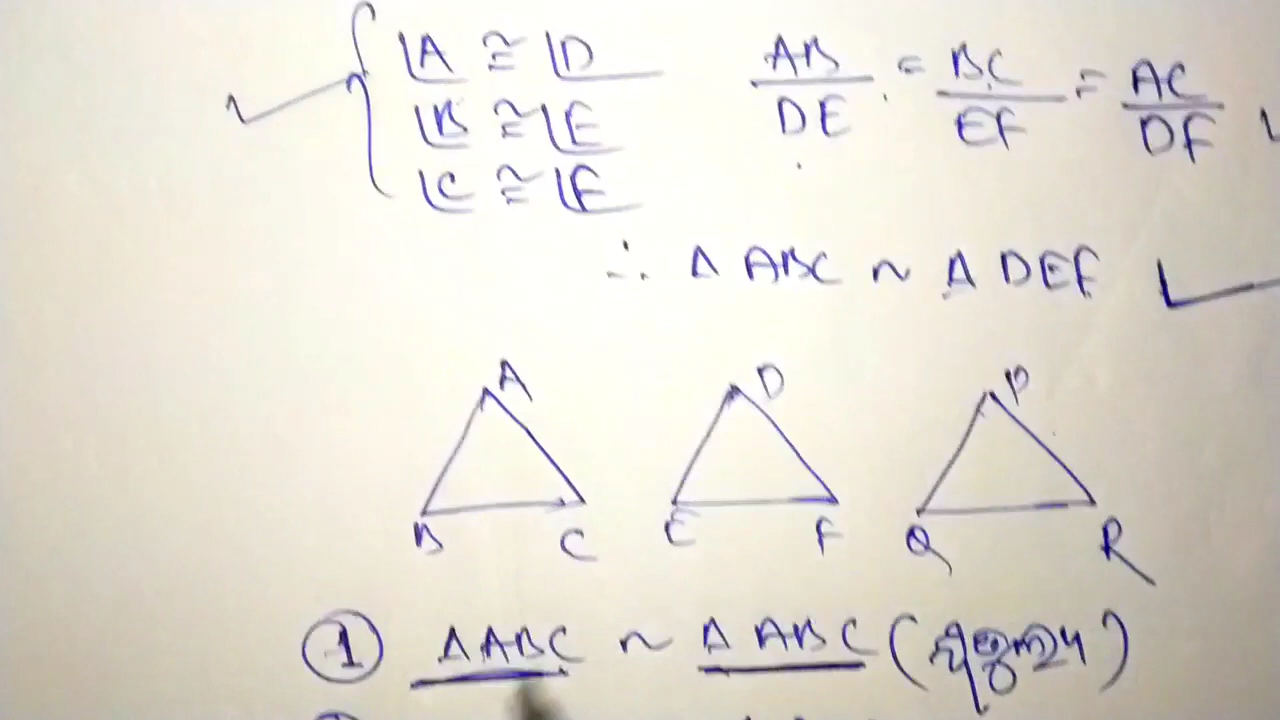 ∠A ≅ ∠D
∠B ≅ ∠E
∠C ≅ ∠F
AB/DE = BC/EF = AC/DF
∴ Δ ABC ~ Δ DEF
A
B C
D
E F
P
Q R
① Δ ABC ~ Δ ABC